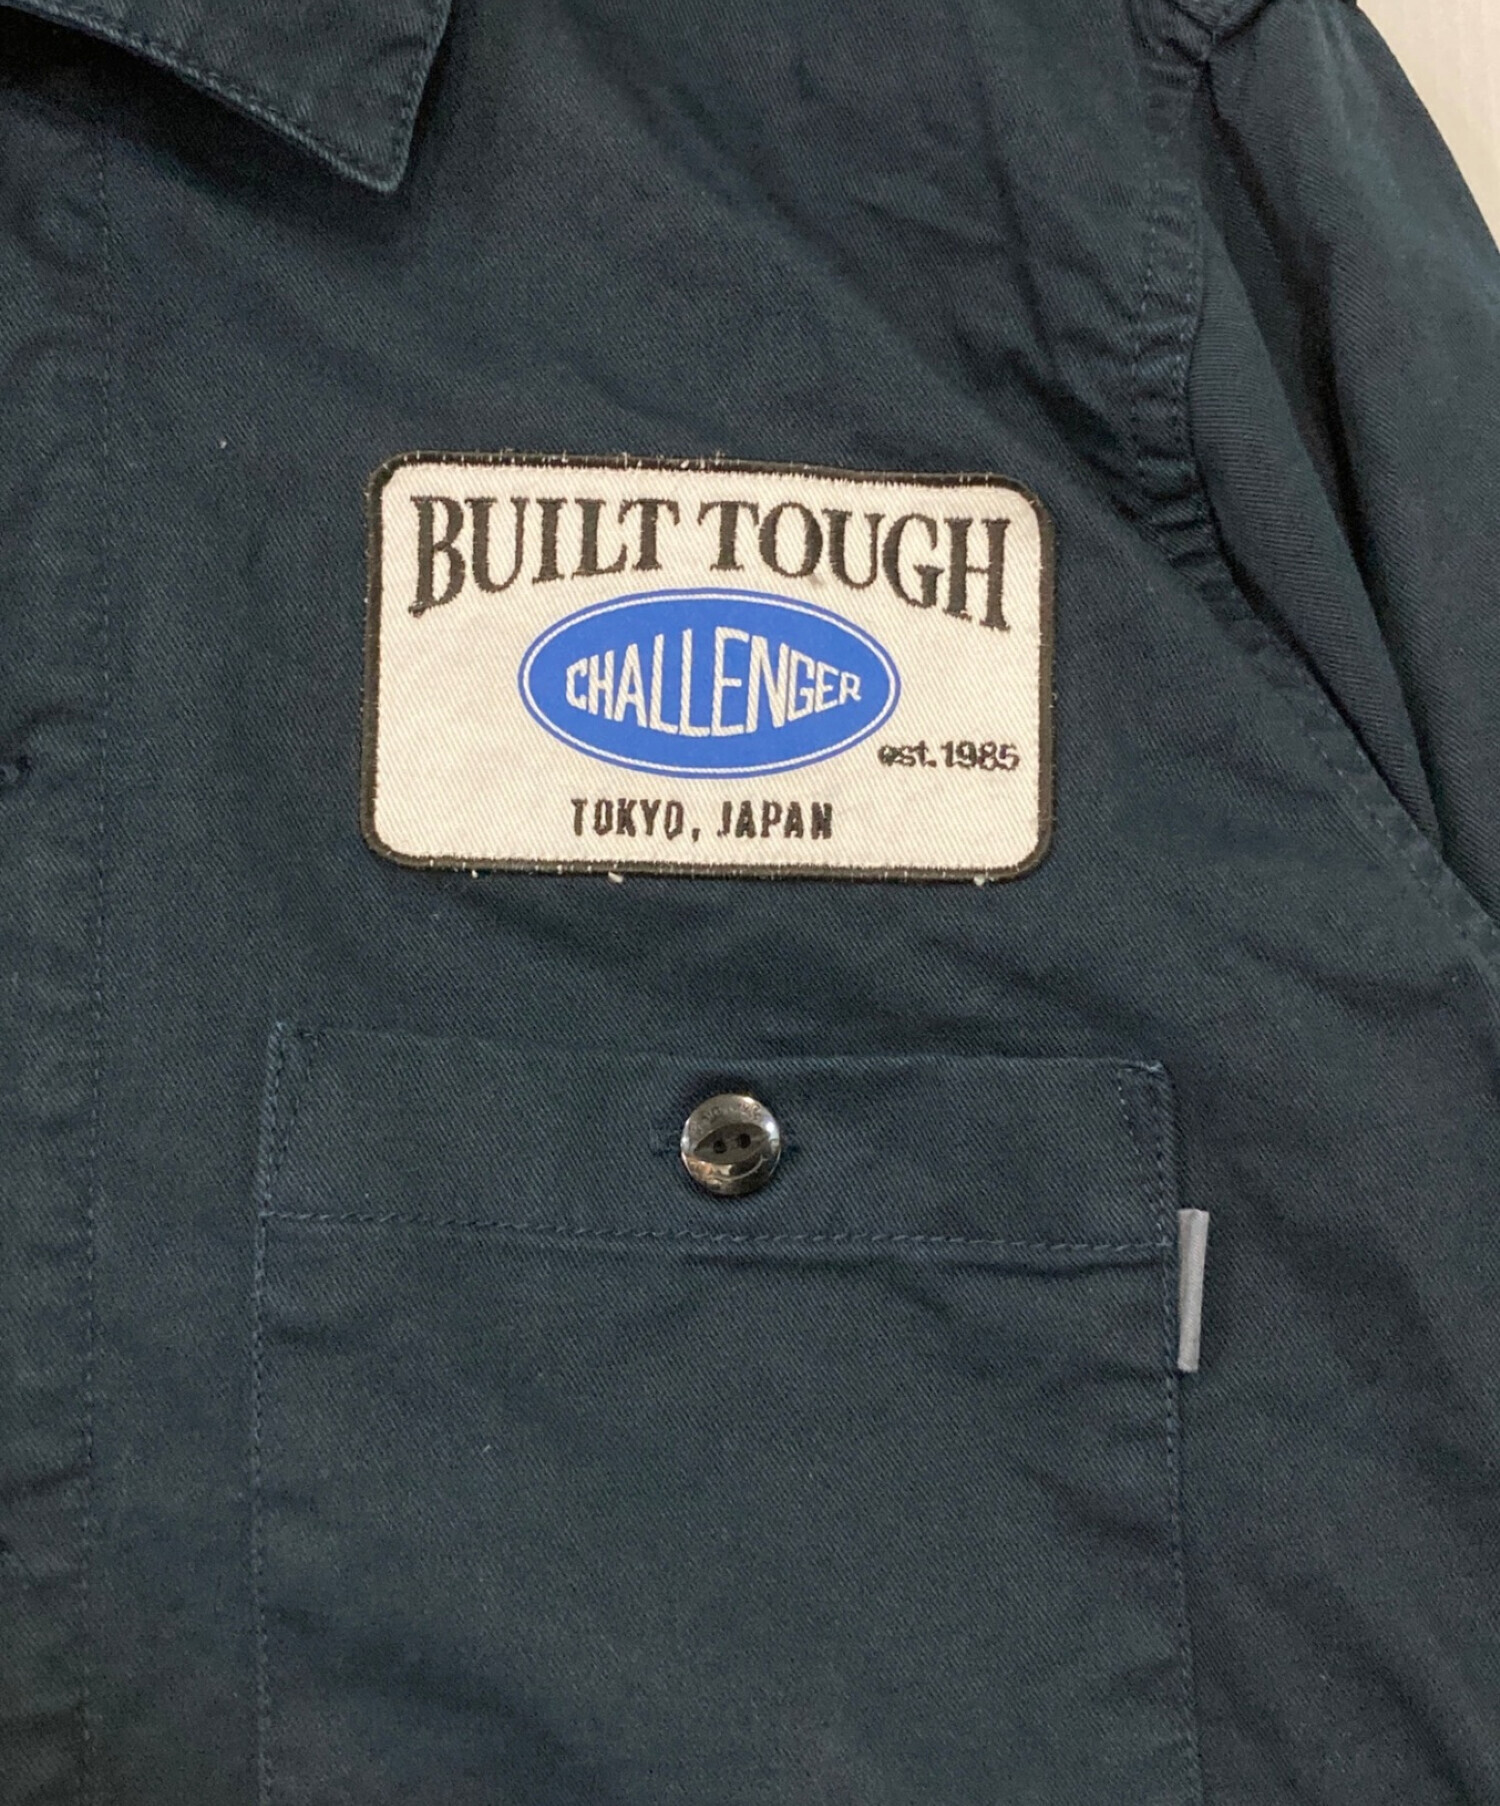 BUILT TOUGH
CHALLENGER
est.1985
TOKYO, JAPAN